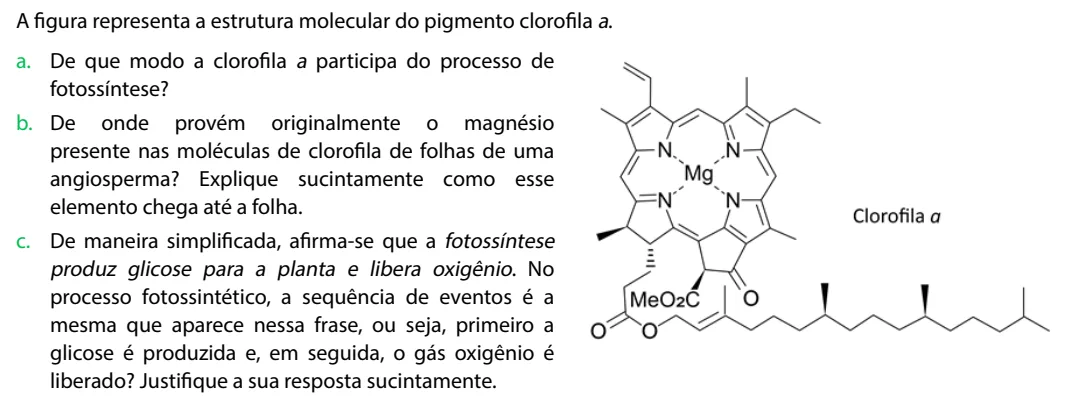 A figura representa a estrutura molecular do pigmento clorofila a.
a. De que modo a clorofila a participa do processo de
fotossíntese?
b. De onde provém originalmente o magnésio
presente nas moléculas de clorofila de folhas de uma
angiosperma? Explique sucintamente como esse
elemento chega até a folha.
c. De maneira simplificada, afirma-se que a fotossíntese
produz glicose para a planta e libera oxigênio. No
processo fotossintético, a sequência de eventos é a
mesma que aparece nessa frase, ou seja, primeiro a
glicose é produzida e, em seguida, o gás oxigênio é
liberado? Justifique a sua resposta sucintamente.
N N
Mg
N N
Clorofila a
MeO₂C O
O
O